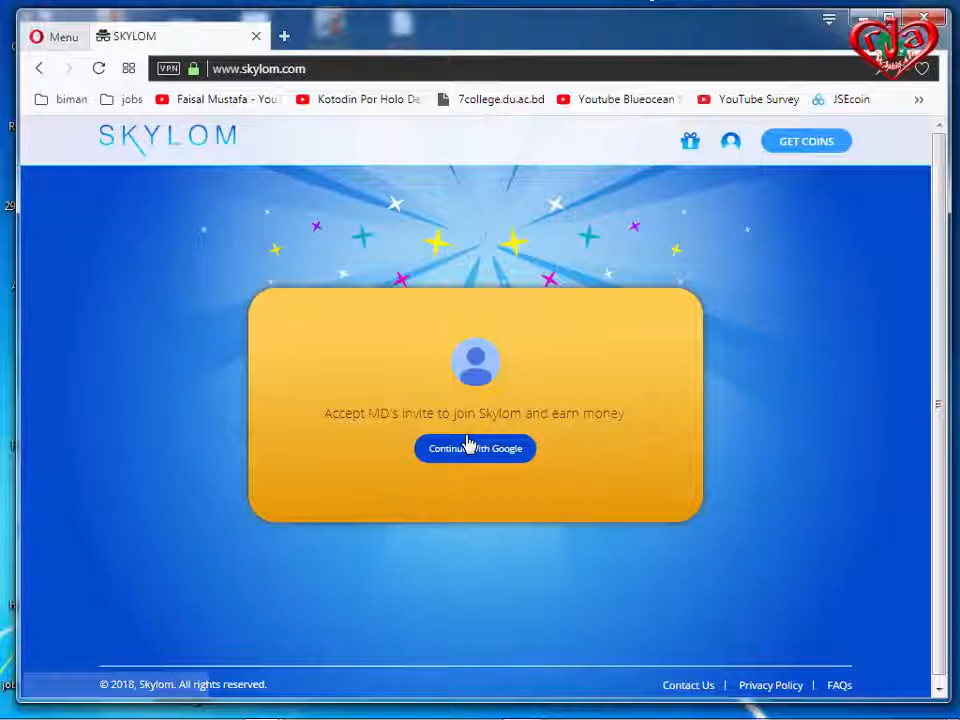 Menu
SKYLOM
VPN
www.skylom.com
biman
jobs
Faisal Mustafa - You
Kotodin Por Holo De
7college.du.ac.bd
Youtube Blueocean
YouTube Survey
JSEcoin
SKYLOM
GET COINS
Accept MD's invite to join Skylom and earn money
Continue With Google
© 2018, Skylom. All rights reserved.
Contact Us
Privacy Policy
FAQs